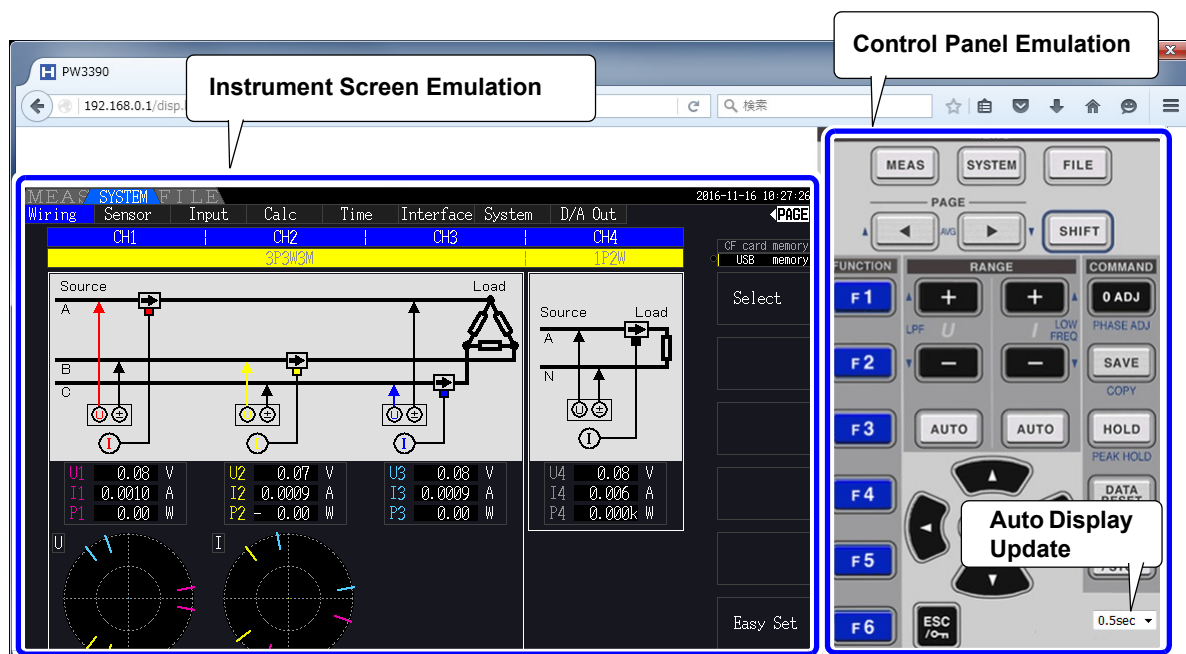 Control Panel Emulation
PW3390
Instrument Screen Emulation
192.168.0.1/disp.
検索
MEAS SYSTEM FILE
2016-11-16 10:27:26
Wiring Sensor Input Calc Time Interface System D/A Out
PAGE
CH1 CH2 CH3 CH4
3P3W3M 1P2W
CF card memory
USB memory
Source Load
A
B
C
U ± U ± U ±
I I I
Source Load
A
N
U ±
I
Select
U1 0.08 V U2 0.07 V U3 0.08 V U4 0.08 V
I1 0.0010 A I2 0.0009 A I3 0.0009 A I4 0.006 A
P1 0.00 W P2 - 0.00 W P3 0.00 W P4 0.000k W
U I
Easy Set
MEAS SYSTEM FILE
PAGE
AVG
SHIFT
FUNCTION RANGE COMMAND
F1 + + 0 ADJ
LPF U I LOW FREQ PHASE ADJ
F2 − − SAVE
COPY
F3 AUTO AUTO HOLD
PEAK HOLD
F4 DATA
RESET
Auto Display
Update
F5
F6 ESC
0.5sec